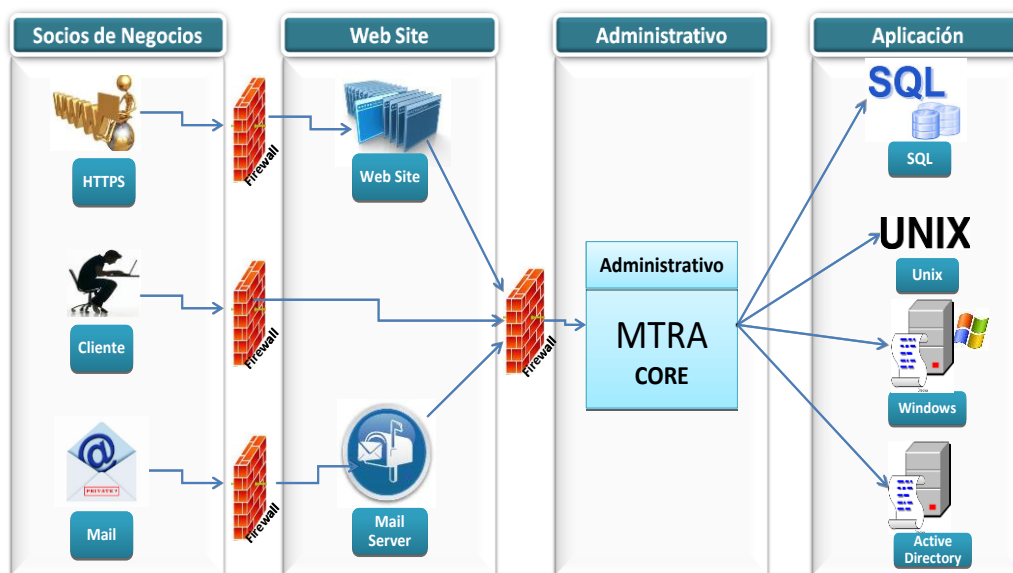 Socios de Negocios
Web Site
Administrativo
Aplicación
HTTPS
Firewall
Web Site
SQL
SQL
Cliente
Firewall
Firewall
Administrativo
MTRA
CORE
UNIX
Unix
Windows
@
PRIVATE?
Mail
Firewall
Mail
Server
Active
Directory